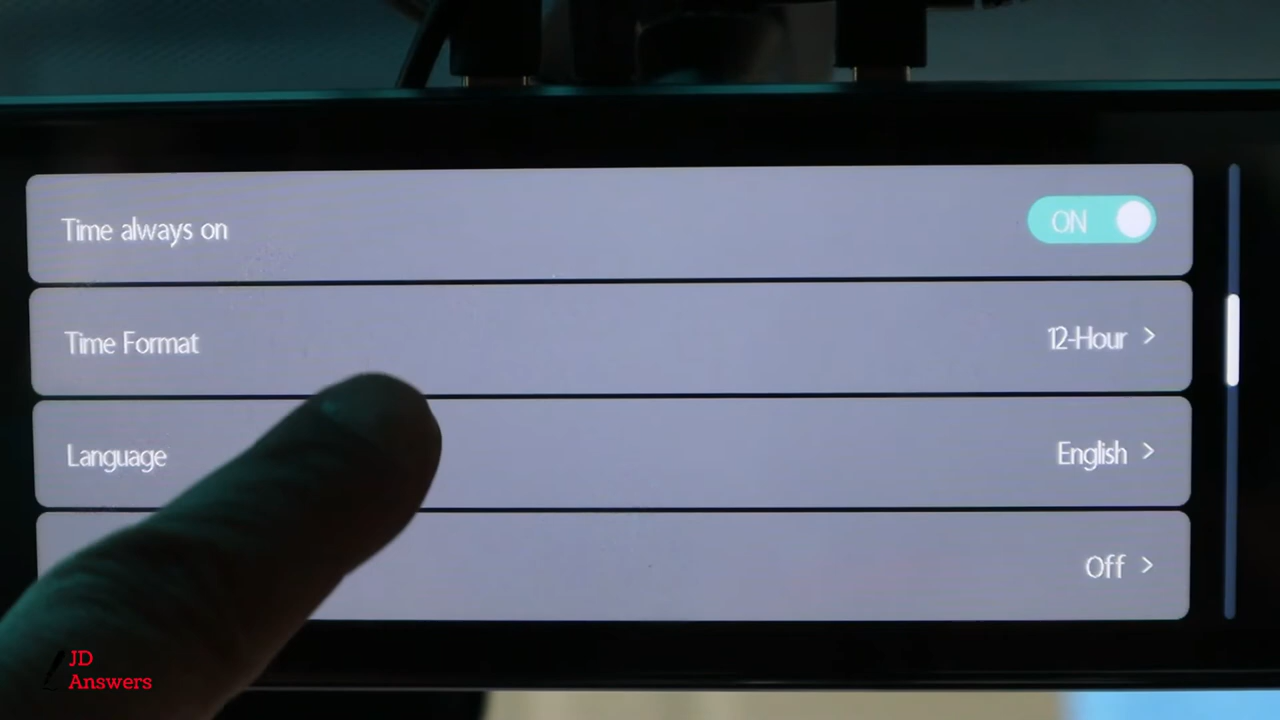 Time always on
ON
Time Format
12-Hour >
Language
English >
Off >
JD
Answers